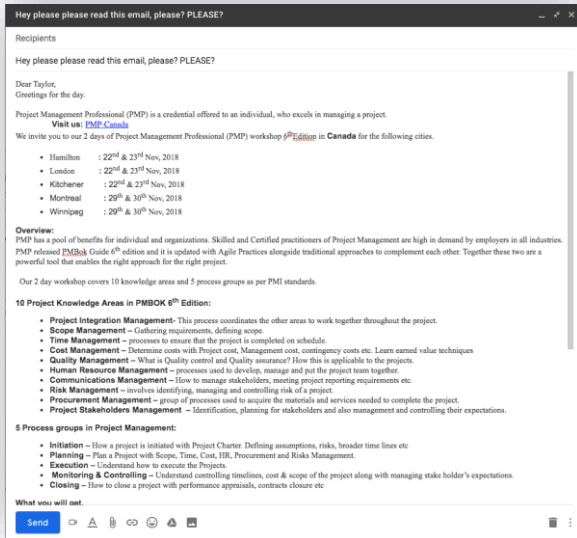 Hey please please read this email, please? PLEASE?
Recipients
Hey please please read this email, please? PLEASE?
Dear Taylor,
Greetings for the day.
Project Management Professional (PMP) is a credential offered to an individual, who excels in managing a project.
Visit us: PMP-Canada
We invite you to our 2 days of Project Management Professional (PMP) workshop 6th Edition in Canada for the following cities.
• Hamilton : 22nd & 23rd Nov, 2018
• London : 22nd & 23rd Nov, 2018
• Kitchener : 22nd & 23rd Nov, 2018
• Montreal : 29th & 30th Nov, 2018
• Winnipeg : 29th & 30th Nov, 2018
Overview:
PMP has a pool of benefits for individual and organizations. Skilled and Certified practitioners of Project Management are high in demand by employers in all industries.
PMP released PMBok Guide 6th edition and it is updated with Agile Practices alongside traditional approaches to complement each other. Together these two are a
powerful tool that enables the right approach for the right project.
Our 2 day workshop covers 10 knowledge areas and 5 process groups as per PMI standards.
10 Project Knowledge Areas in PMBOK 6th Edition:
• Project Integration Management- This process coordinates the other areas to work together throughout the project.
• Scope Management – Gathering requirements, defining scope.
• Time Management – processes to ensure that the project is completed on schedule.
• Cost Management – Determine costs with Project cost, Management cost, contingency costs etc. Learn earned value techniques
• Quality Management – What is Quality control and Quality assurance? How this is applicable to the projects.
• Human Resource Management – processes used to develop, manage and put the project team together.
• Communications Management – How to manage stakeholders, meeting project reporting requirements etc.
• Risk Management – involves identifying, managing and controlling risk of a project.
• Procurement Management – group of processes used to acquire the materials and services needed to complete the project.
• Project Stakeholders Management – Identification, planning for stakeholders and also management and controlling their expectations.
5 Process groups in Project Management:
• Initiation – How a project is initiated with Project Charter. Defining assumptions, risks, broader time lines etc
• Planning – Plan a Project with Scope, Time, Cost, HR, Procurement and Risks Management.
• Execution – Understand how to execute the Projects.
• Monitoring & Controlling – Understand controlling timelines, cost & scope of the project along with managing stake holder's expectations.
• Closing – How to close a project with performance appraisals, contracts closure etc
What you will get.
Send